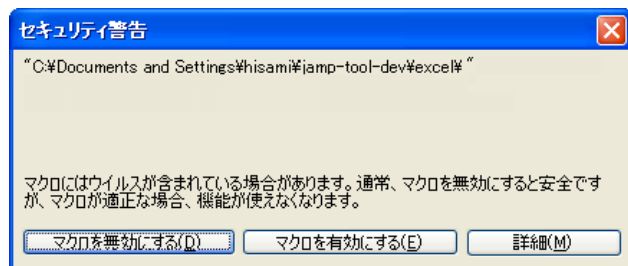 セキュリティ警告
"C:¥Documents and Settings¥hisami¥jamp-tool-dev¥excel¥ "
マクロにはウイルスが含まれている場合があります。通常、マクロを無効にすると安全です
が、マクロが適正な場合、機能が使えなくなります。
マクロを無効にする(D) マクロを有効にする(E) 詳細(M)